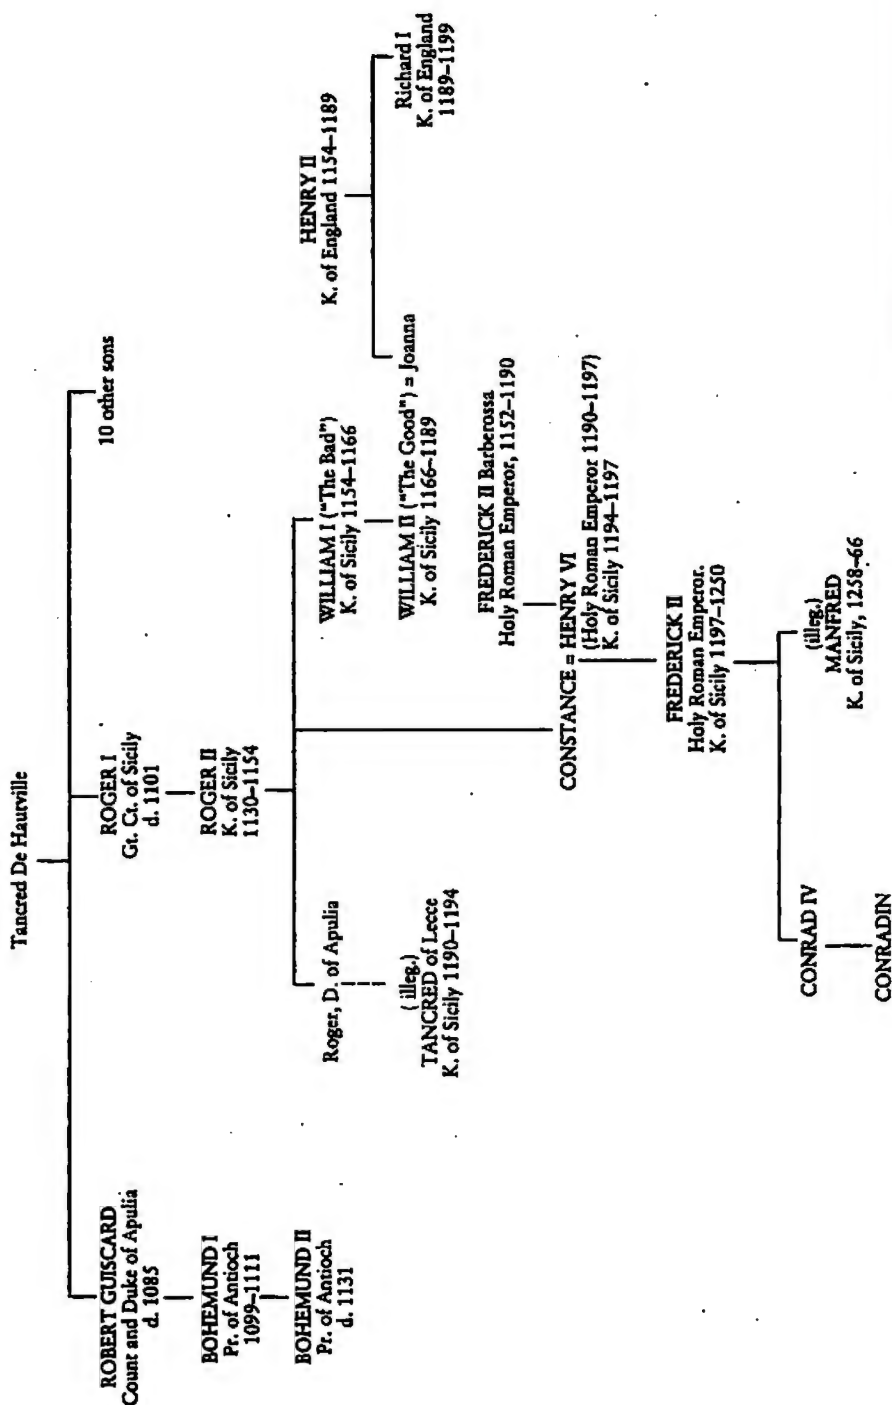 Tancred De Hautville
ROBERT GUISCARD
Count and Duke of Apulia
d. 1085
ROGER I
Gt. Ct. of Sicily
d. 1101
10 other sons
BOHEMUND I
Pr. of Antioch
1099–1111
BOHEMUND II
Pr. of Antioch
d. 1131
ROGER II
K. of Sicily
1130–1154
HENRY II
K. of England 1154–1189
Roger, D. of Apulia
WILLIAM I ("The Bad")
K. of Sicily 1154–1166
Richard I
K. of England
1189–1199
( illeg.)
TANCRED of Lecce
K. of Sicily 1190–1194
WILLIAM II ("The Good") = Joanna
K. of Sicily 1166–1189
FREDERICK II Barberossa
Holy Roman Emperor, 1152–1190
CONSTANCE = HENRY VI
(Holy Roman Emperor 1190–1197)
K. of Sicily 1194–1197
FREDERICK II
Holy Roman Emperor.
K. of Sicily 1197–1250
CONRAD IV
(illeg.)
MANFRED
K. of Sicily, 1258–66
CONRADIN